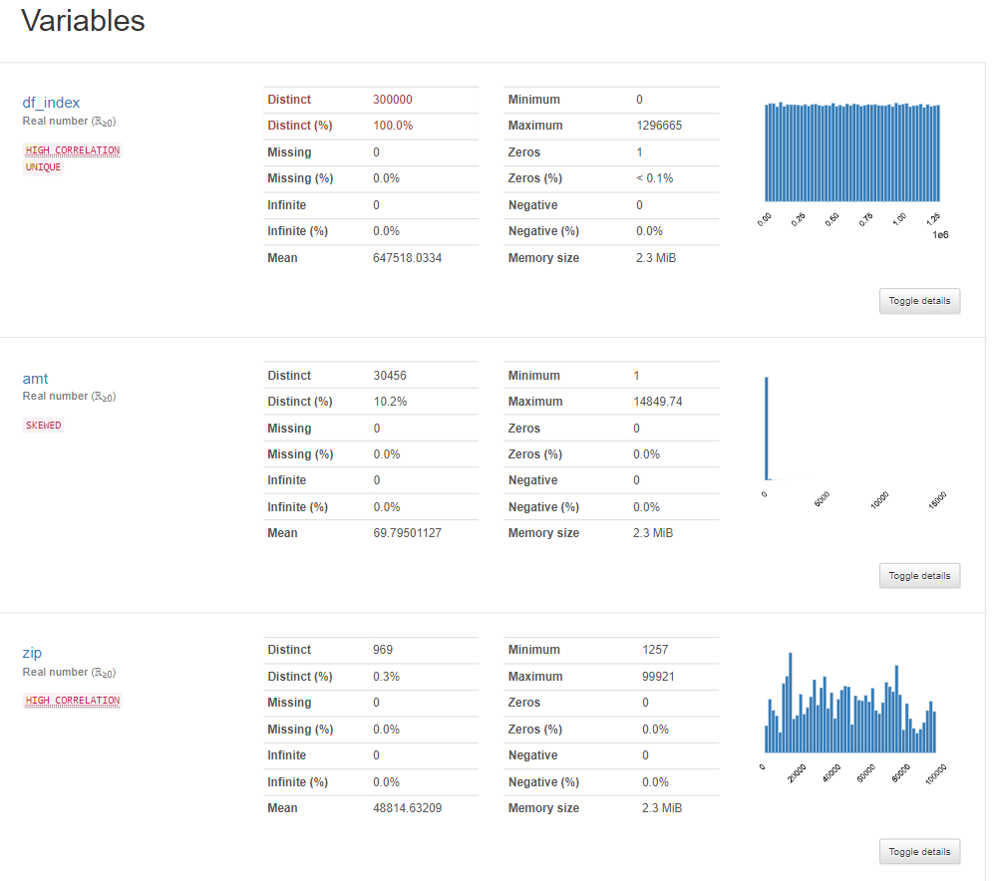 Variables
df_index
Real number (ℝ≥0)
HIGH CORRELATION
UNIQUE
Distinct 300000
Distinct (%) 100.0%
Missing 0
Missing (%) 0.0%
Infinite 0
Infinite (%) 0.0%
Mean 647518.0334
Minimum 0
Maximum 1296665
Zeros 1
Zeros (%) < 0.1%
Negative 0
Negative (%) 0.0%
Memory size 2.3 MiB
0.00 0.25 0.50 0.75 1.00 1.25
1e6
Toggle details
amt
Real number (ℝ≥0)
SKEWED
Distinct 30456
Distinct (%) 10.2%
Missing 0
Missing (%) 0.0%
Infinite 0
Infinite (%) 0.0%
Mean 69.79501127
Minimum 1
Maximum 14849.74
Zeros 0
Zeros (%) 0.0%
Negative 0
Negative (%) 0.0%
Memory size 2.3 MiB
0 5000 10000 15000
Toggle details
zip
Real number (ℝ≥0)
HIGH CORRELATION
Distinct 969
Distinct (%) 0.3%
Missing 0
Missing (%) 0.0%
Infinite 0
Infinite (%) 0.0%
Mean 48814.63209
Minimum 1257
Maximum 99921
Zeros 0
Zeros (%) 0.0%
Negative 0
Negative (%) 0.0%
Memory size 2.3 MiB
0 20000 40000 60000 80000 100000
Toggle details